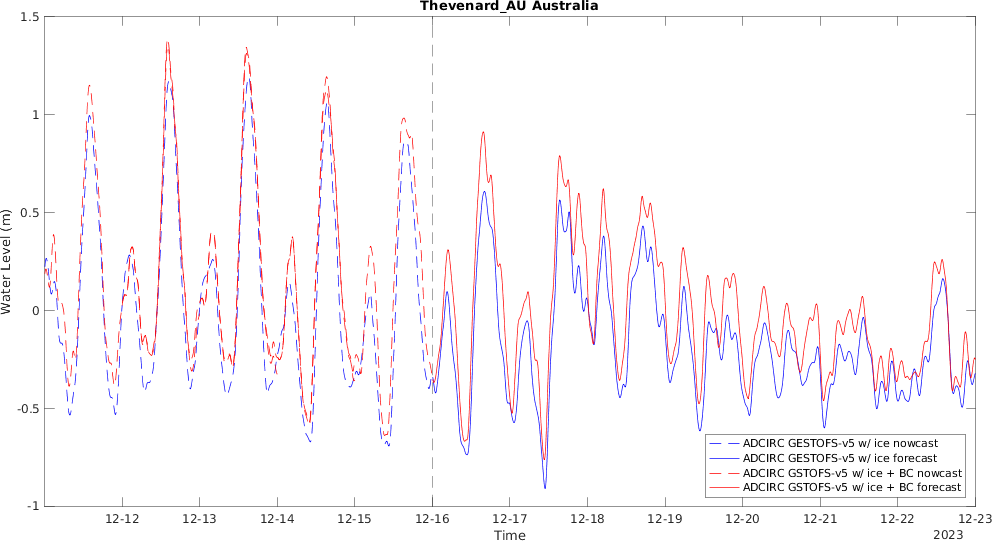 Thevenard_AU Australia
Water Level (m)
1.5
1
0.5
0
-0.5
-1
ADCIRC GESTOFS-v5 w/ ice nowcast
ADCIRC GESTOFS-v5 w/ ice forecast
ADCIRC GSTOFS-v5 w/ ice + BC nowcast
ADCIRC GSTOFS-v5 w/ ice + BC forecast
12-12 12-13 12-14 12-15 12-16 12-17 12-18 12-19 12-20 12-21 12-22 12-23
Time
2023